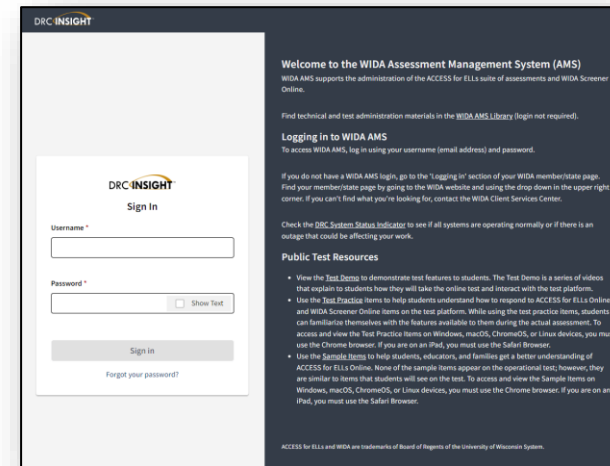 DRC INSIGHT
DRC INSIGHT
Sign In
Username *
Password *
Show Text
Sign in
Forgot your password?
Welcome to the WIDA Assessment Management System (AMS)
WIDA AMS supports the administration of the ACCESS for ELLs suite of assessments and WIDA Screener
Online.
Find technical and test administration materials in the WIDA AMS Library (login not required).
Logging in to WIDA AMS
To access WIDA AMS, log in using your username (email address) and password.
If you do not have a WIDA AMS login, go to the 'Logging in' section of your WIDA member/state page.
Find your member/state page by going to the WIDA website and using the drop down in the upper right
corner. If you can't find what you're looking for, contact the WIDA Client Services Center.
Check the DRC System Status Indicator to see if all systems are operating normally or if there is an
outage that could be affecting your work.
Public Test Resources
• View the Test Demo to demonstrate test features to students. The Test Demo is a series of videos
that explain to students how they will take the online test and interact with the test platform.
• Use the Test Practice items to help students understand how to respond to ACCESS for ELLs Online
and WIDA Screener Online items on the test platform. While using the test practice items, students
can familiarize themselves with the features available to them during the actual assessment. To
access and view the Test Practice Items on Windows, macOS, ChromeOS, or Linux devices, you mus
use the Chrome browser. If you are on an iPad, you must use the Safari Browser.
• Use the Sample Items to help students, educators, and families get a better understanding of
ACCESS for ELLs Online. None of the sample items appear on the operational test; however, they
are similar to items that students will see on the test. To access and view the Sample Items on
Windows, macOS, ChromeOS, or Linux devices, you must use the Chrome browser. If you are on an
iPad, you must use the Safari Browser.
ACCESS for ELLs and WIDA are trademarks of Board of Regents of the University of Wisconsin System.